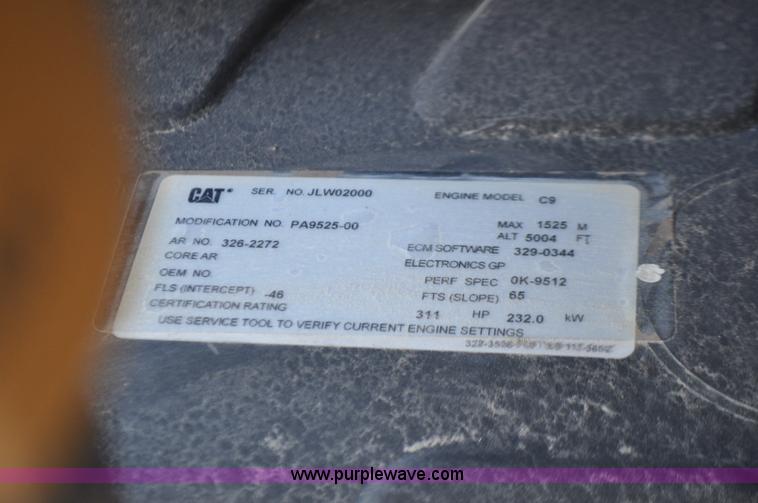 CAT® SER. NO. JLW02000 ENGINE MODEL C9
MODIFICATION NO. PA9525-00 MAX 1525 M
ALT 5004 FT
AR NO. 326-2272 ECM SOFTWARE 329-0344
CORE AR ELECTRONICS GP
OEM NO. PERF SPEC 0K-9512
FLS (INTERCEPT) -46 FTS (SLOPE) 65
CERTIFICATION RATING 311 HP 232.0 kW
USE SERVICE TOOL TO VERIFY CURRENT ENGINE SETTINGS
www.purplewave.com